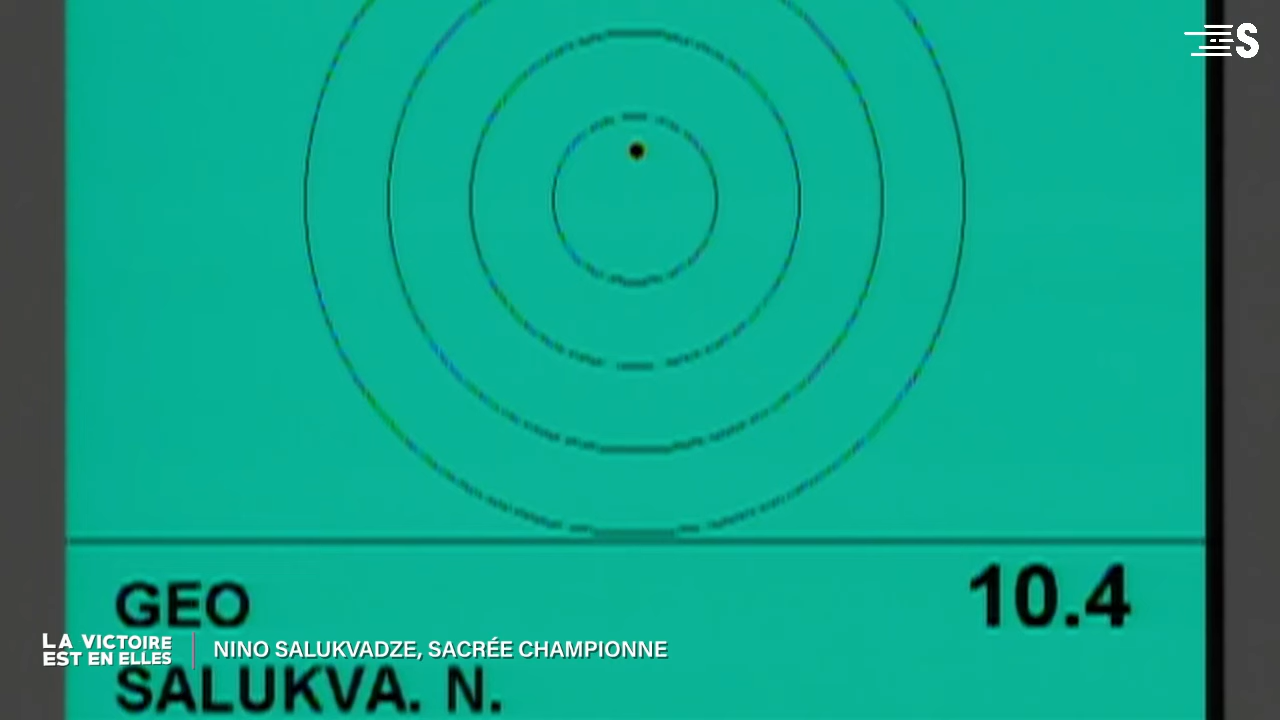 S
GEO
10.4
LA VICTOIRE
EST EN ELLES
NINO SALUKVADZE, SACRÉE CHAMPIONNE
SALUKVA. N.